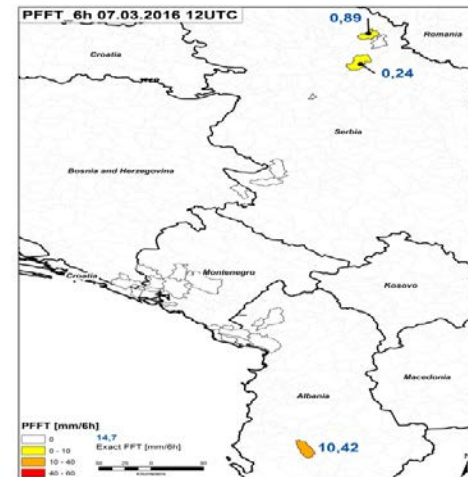 PFFT_6h 07.03.2016 12UTC
0,89
Romania
Croatia
0,24
Serbia
Bosnia and Herzegovina
Croatia
Montenegro
Kosovo
Macedonia
Albania
PFFT [mm/6h]
0
0 - 10
10 - 40
40 - 60
14,7
Exact FFT [mm/6h]
10,42